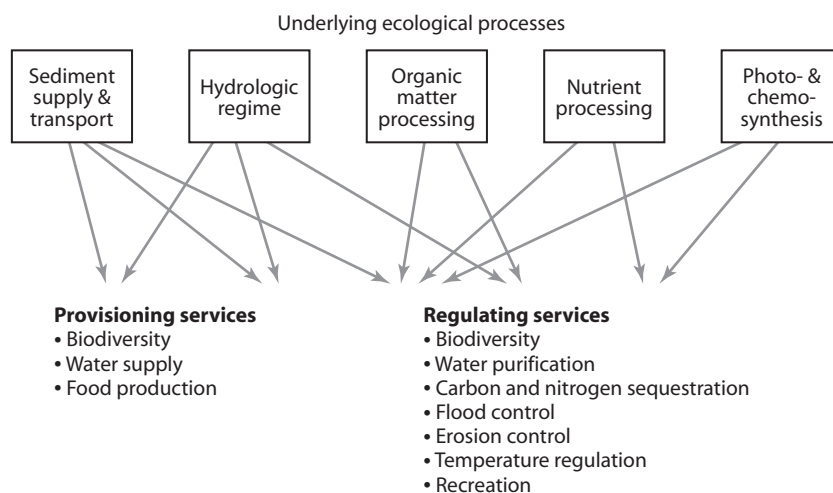 Underlying ecological processes
Sediment
supply &
transport
Hydrologic
regime
Organic
matter
processing
Nutrient
processing
Photo- &
chemo-
synthesis
Provisioning services
• Biodiversity
• Water supply
• Food production
Regulating services
• Biodiversity
• Water purification
• Carbon and nitrogen sequestration
• Flood control
• Erosion control
• Temperature regulation
• Recreation